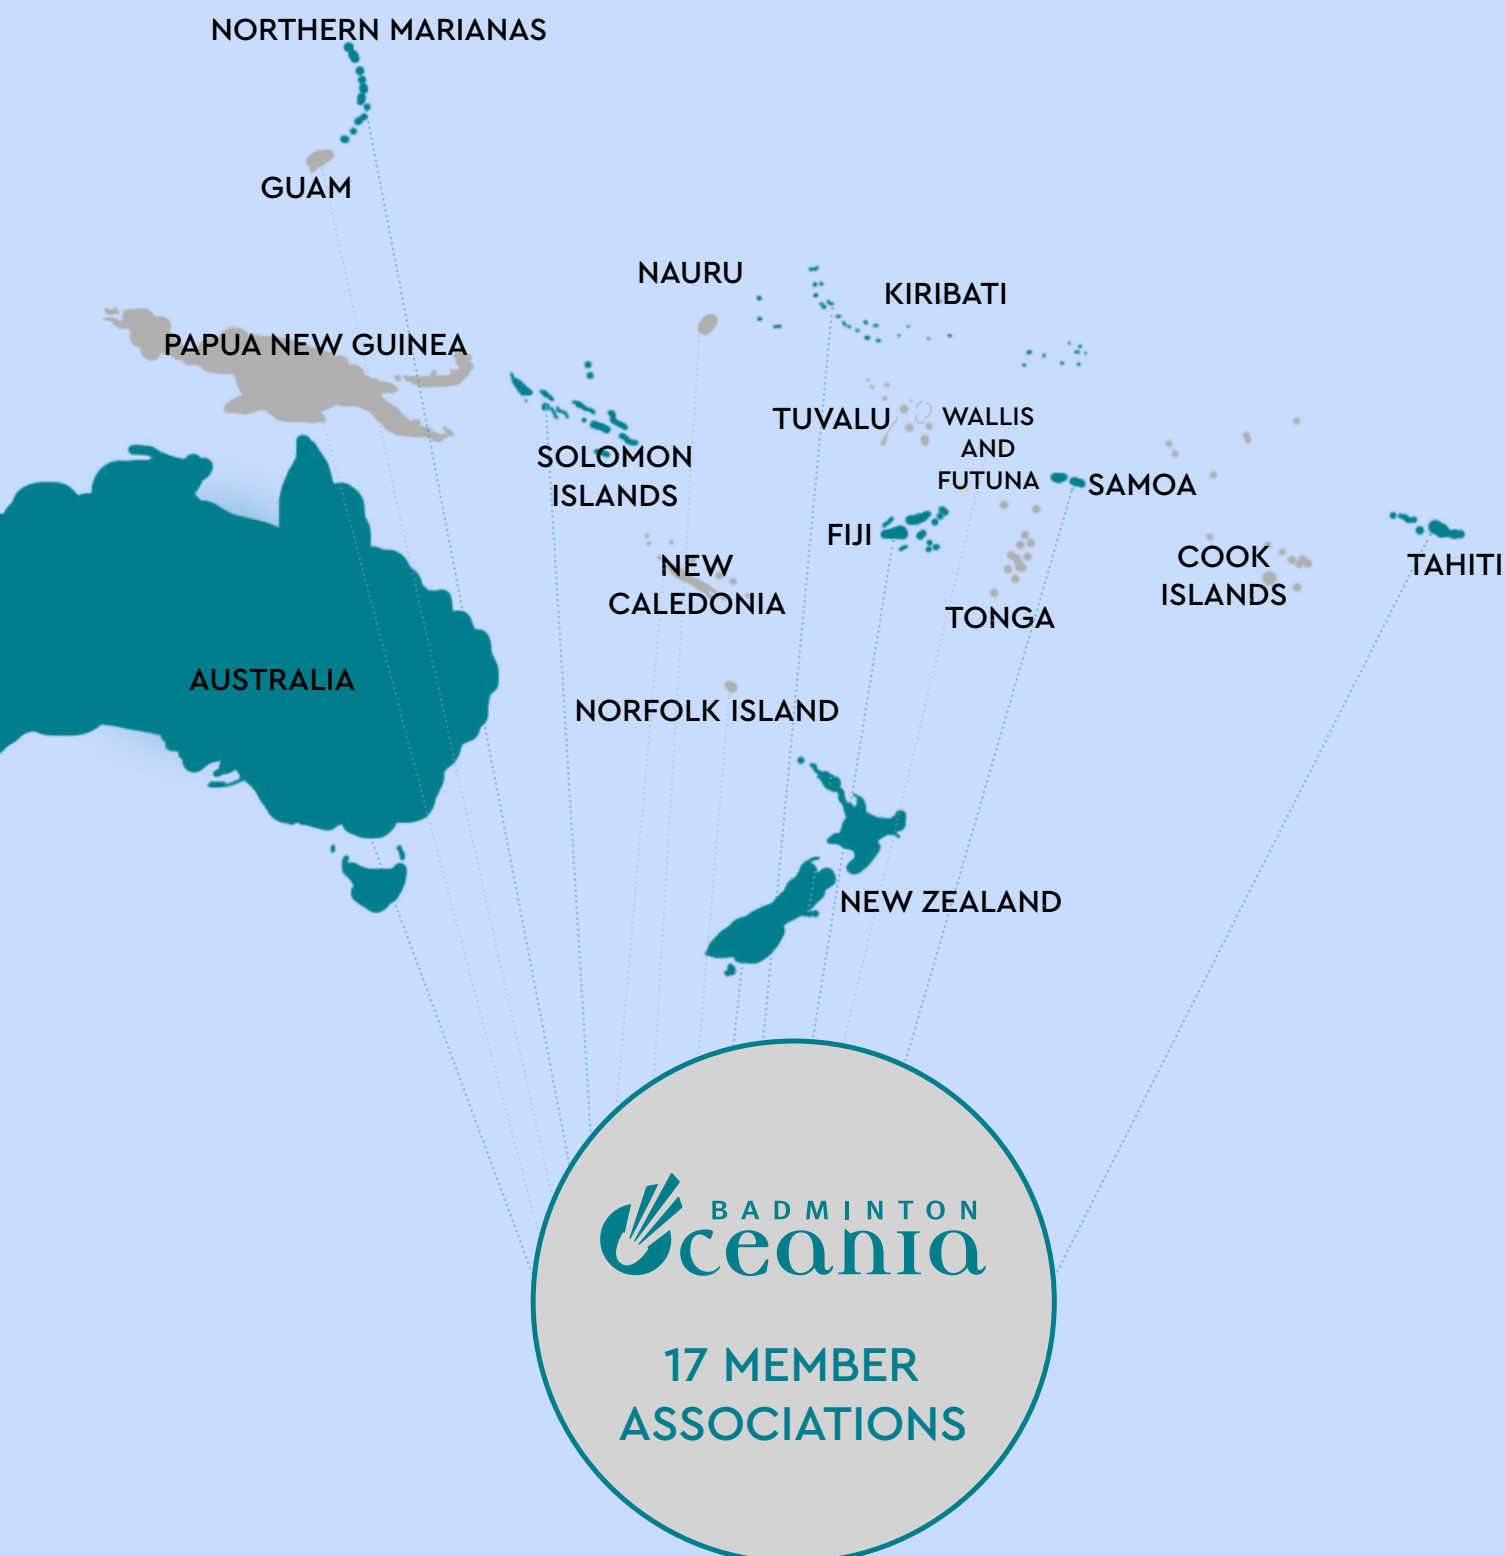 NORTHERN MARIANAS
GUAM
NAURU
KIRIBATI
PAPUA NEW GUINEA
TUVALU
WALLIS
AND
FUTUNA
SOLOMON
ISLANDS
SAMOA
FIJI
NEW
CALEDONIA
COOK
ISLANDS
TAHITI
TONGA
AUSTRALIA
NORFOLK ISLAND
NEW ZEALAND
BADMINTON
Oceania
17 MEMBER
ASSOCIATIONS